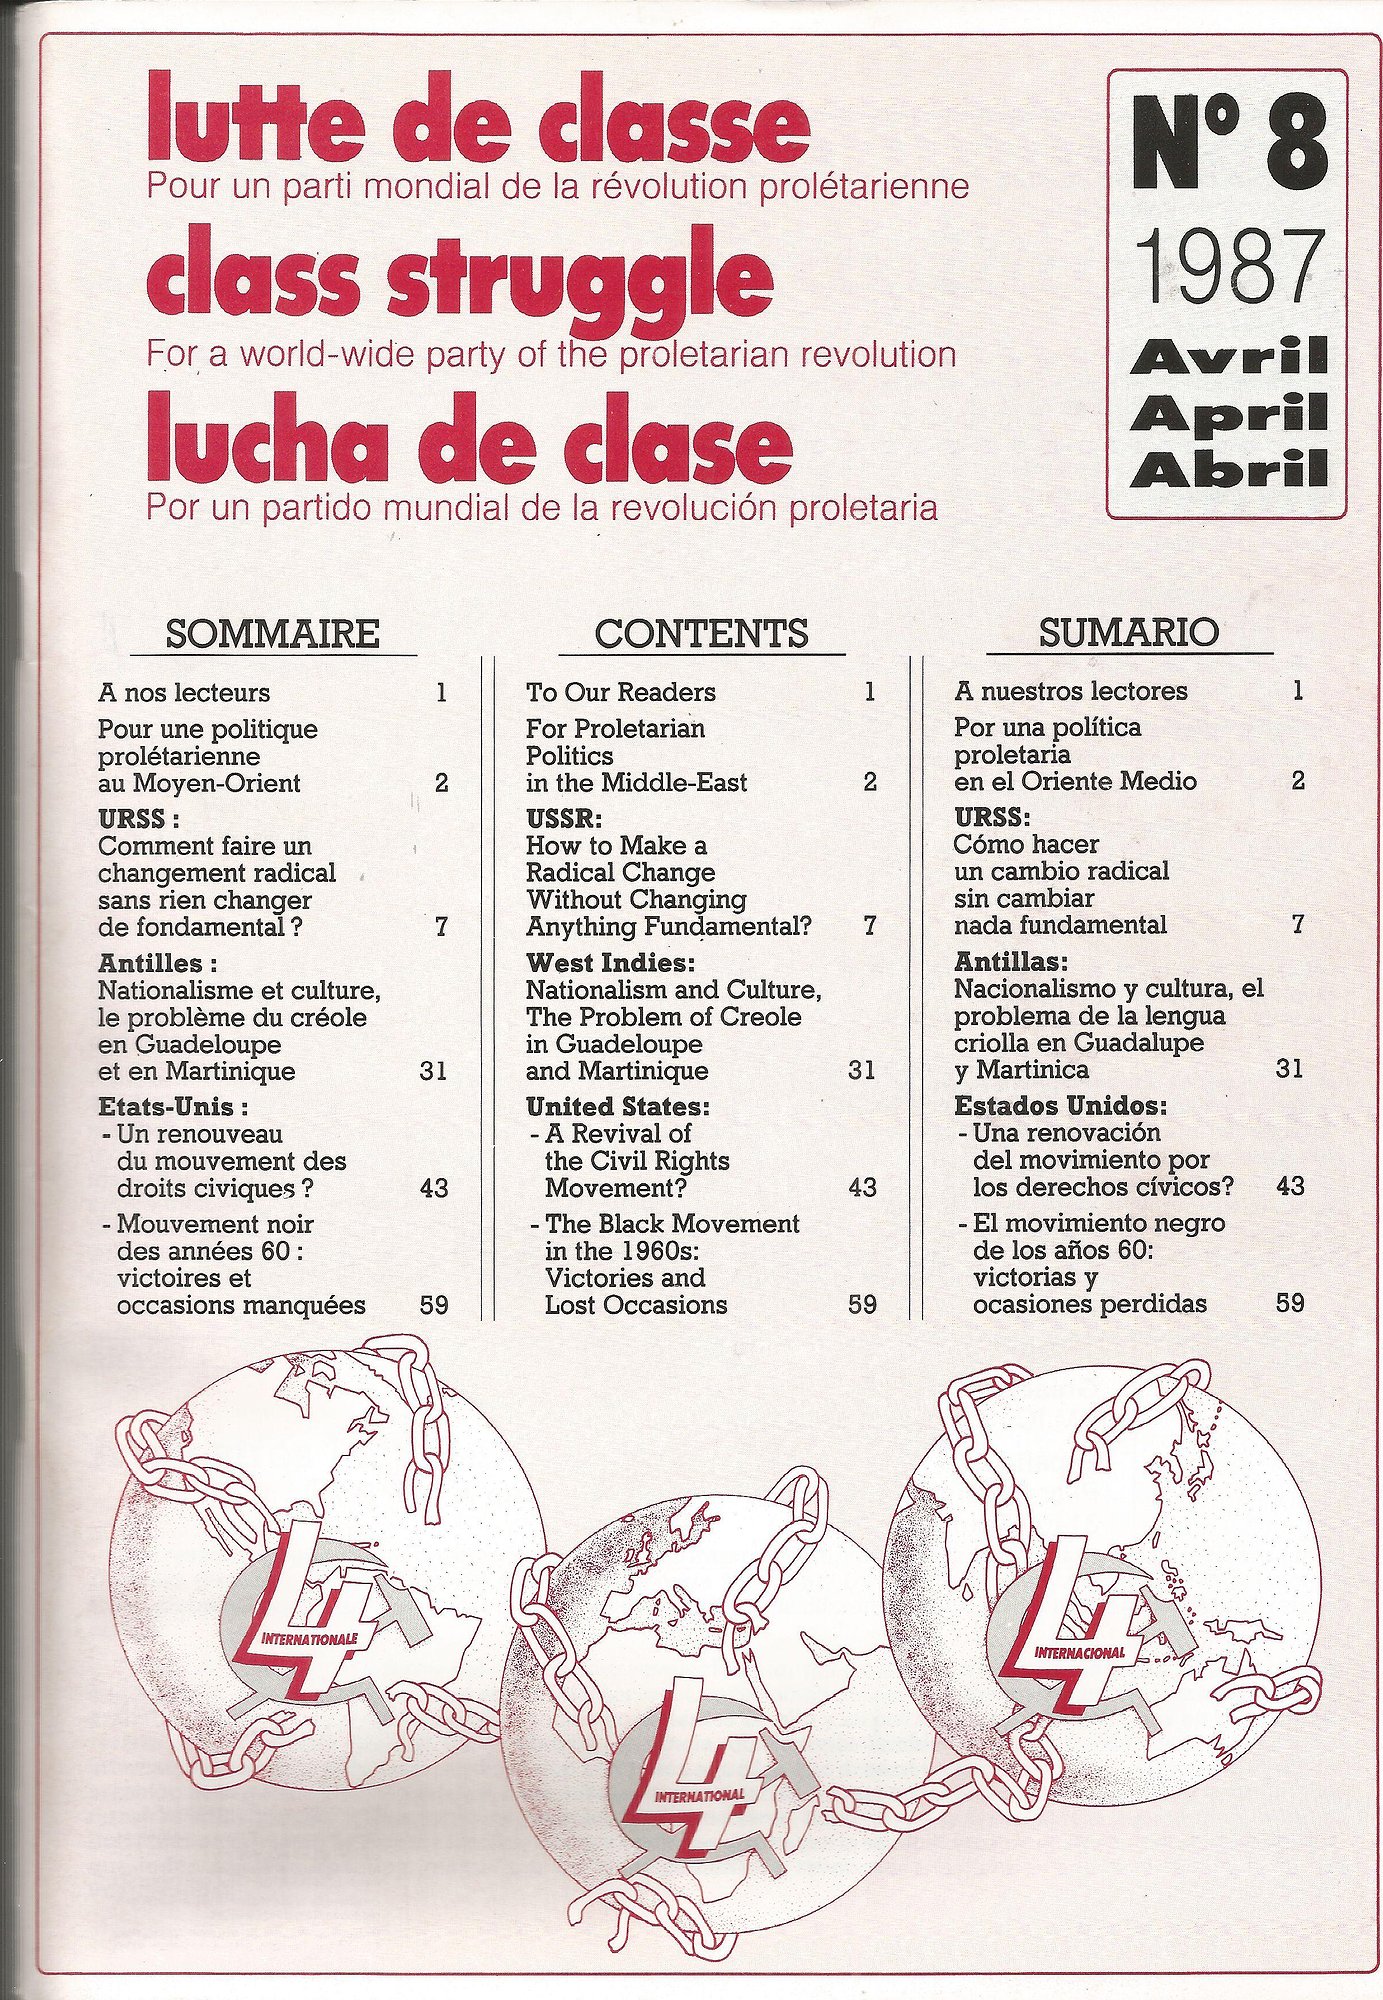 lutte de classe
Pour un parti mondial de la révolution prolétarienne
class struggle
For a world-wide party of the proletarian revolution
lucha de clase
Por un partido mundial de la revolución proletaria
Nº 8
1987
Avril
April
Abril
SOMMAIRE
A nos lecteurs 1
Pour une politique
prolétarienne
au Moyen-Orient 2
URSS :
Comment faire un
changement radical
sans rien changer
de fondamental ? 7
Antilles :
Nationalisme et culture,
le problème du créole
en Guadeloupe
et en Martinique 31
Etats-Unis :
- Un renouveau
du mouvement des
droits civiques ? 43
- Mouvement noir
des années 60 :
victoires et
occasions manquées 59
CONTENTS
To Our Readers 1
For Proletarian
Politics
in the Middle-East 2
USSR:
How to Make a
Radical Change
Without Changing
Anything Fundamental? 7
West Indies:
Nationalism and Culture,
The Problem of Creole
in Guadeloupe
and Martinique 31
United States:
- A Revival of
the Civil Rights
Movement? 43
- The Black Movement
in the 1960s:
Victories and
Lost Occasions 59
SUMARIO
A nuestros lectores 1
Por una política
proletaria
en el Oriente Medio 2
URSS:
Cómo hacer
un cambio radical
sin cambiar
nada fundamental 7
Antillas:
Nacionalismo y cultura, el
problema de la lengua
criolla en Guadalupe
y Martinica 31
Estados Unidos:
- Una renovación
del movimiento por
los derechos cívicos? 43
- El movimiento negro
de los años 60:
victorias y
ocasiones perdidas 59
4
INTERNATIONALE
4
INTERNATIONAL
4
INTERNACIONAL